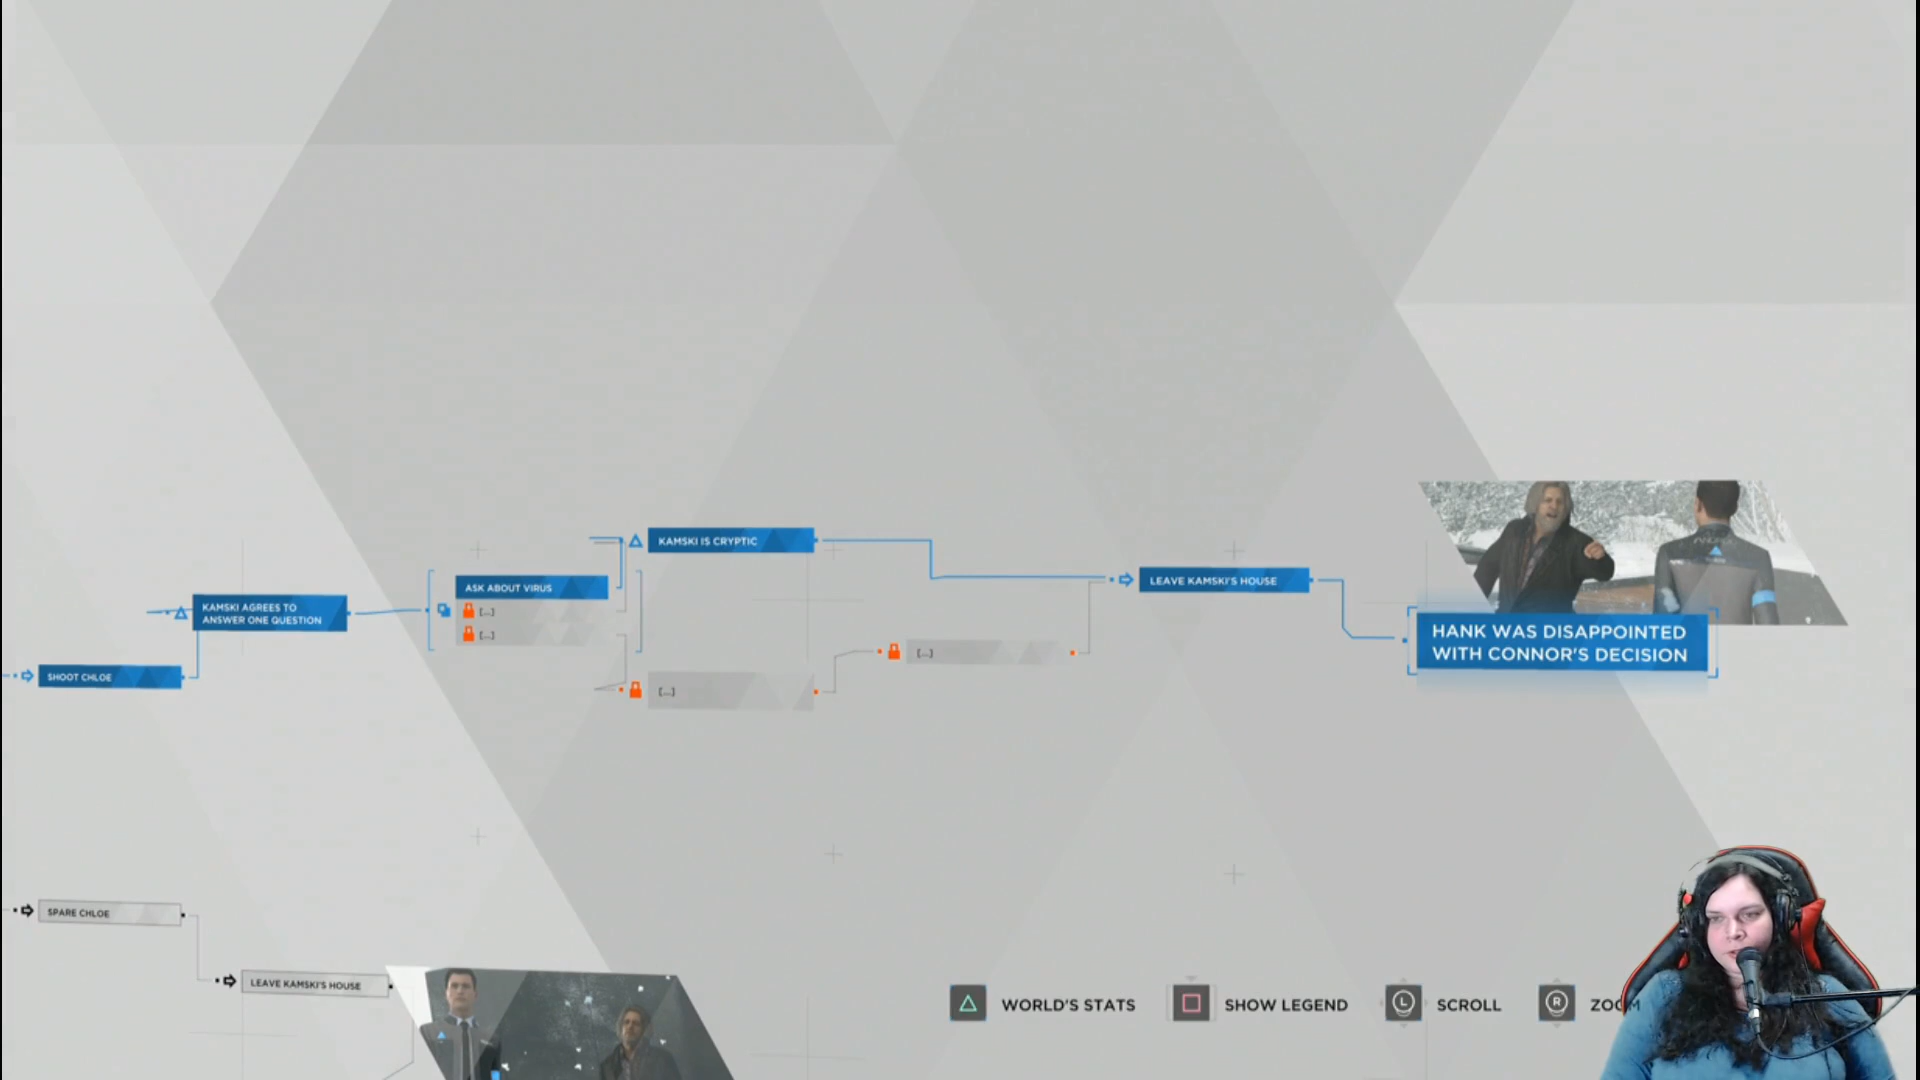 KAMSKI IS CRYPTIC
ASK ABOUT VIRUS
[...]
[...]
KAMSKI AGREES TO
ANSWER ONE QUESTION
LEAVE KAMSKI'S HOUSE
HANK WAS DISAPPOINTED
WITH CONNOR'S DECISION
[...]
SHOOT CHLOE
[...]
SPARE CHLOE
LEAVE KAMSKI'S HOUSE
WORLD'S STATS
SHOW LEGEND
L
SCROLL
R
ZOOM